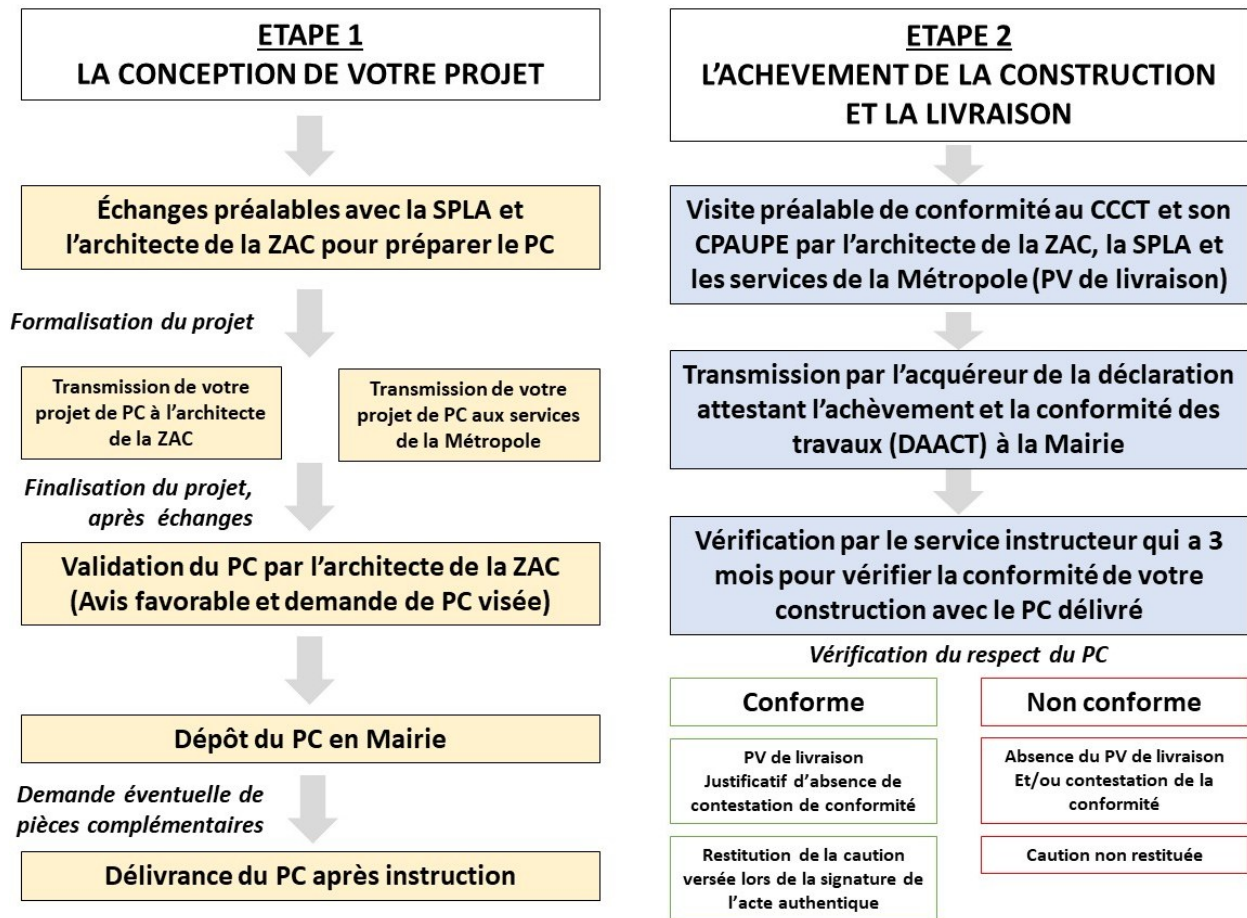 ETAPE 1
LA CONCEPTION DE VOTRE PROJET
Échanges préalables avec la SPLA et
l'architecte de la ZAC pour préparer le PC
Formalisation du projet
Transmission de votre
projet de PC à l'architecte
de la ZAC
Transmission de votre
projet de PC aux services
de la Métropole
Finalisation du projet,
après échanges
Validation du PC par l'architecte de la ZAC
(Avis favorable et demande de PC visée)
Dépôt du PC en Mairie
Demande éventuelle de
pièces complémentaires
Délivrance du PC après instruction
ETAPE 2
L'ACHEVEMENT DE LA CONSTRUCTION
ET LA LIVRAISON
Visite préalable de conformité au CCCT et son
CPAUPE par l'architecte de la ZAC, la SPLA et
les services de la Métropole (PV de livraison)
Transmission par l'acquéreur de la déclaration
attestant l'achèvement et la conformité des
travaux (DAACT) à la Mairie
Vérification par le service instructeur qui a 3
mois pour vérifier la conformité de votre
construction avec le PC délivré
Vérification du respect du PC
Conforme
PV de livraison
Justificatif d'absence de
contestation de conformité
Restitution de la caution
versée lors de la signature de
l'acte authentique
Non conforme
Absence du PV de livraison
Et/ou contestation de la
conformité
Caution non restituée